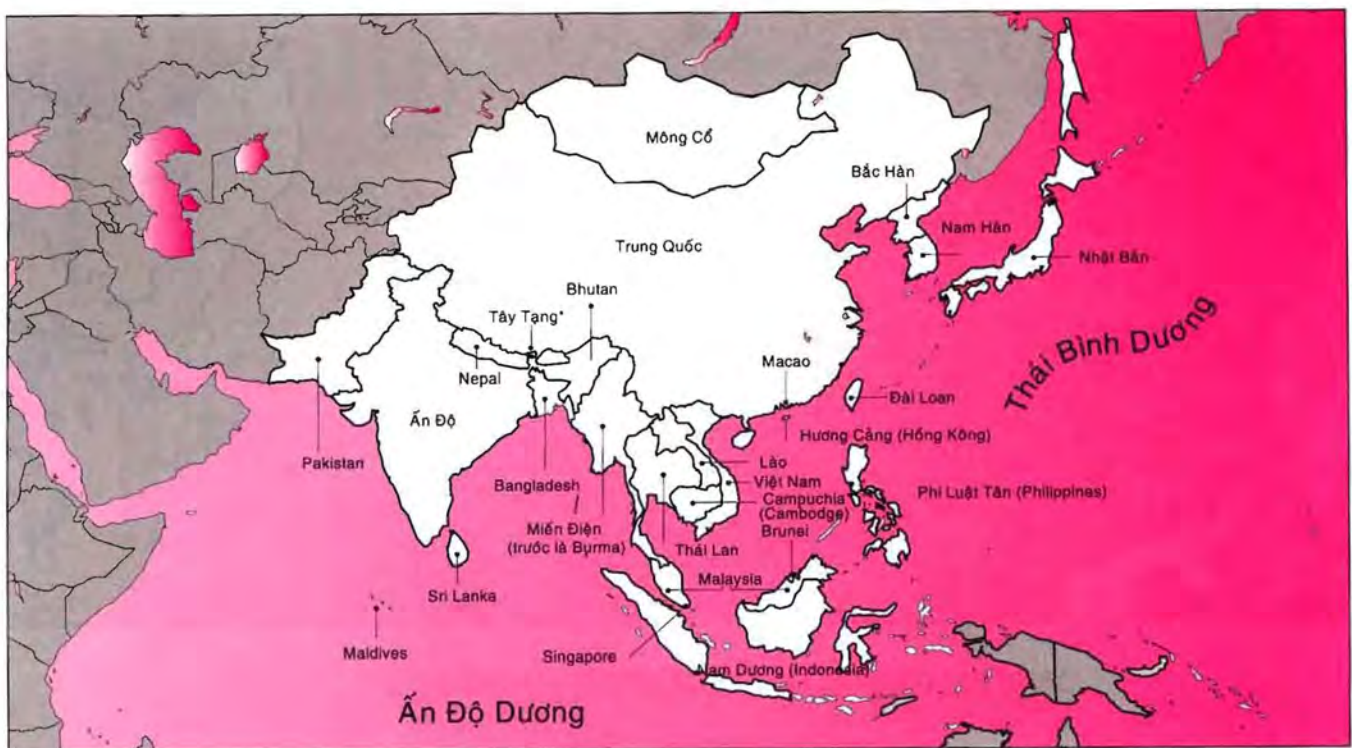 Mông Cổ
Bắc Hàn
Nam Hàn
Trung Quốc
Nhật Bản
Bhutan
Tây Tạng*
Thái Bình Dương
Nepal
Macao
Đài Loan
Ấn Độ
Hương Cảng (Hồng Kông)
Pakistan
Lào
Bangladesh
Việt Nam
Phi Luật Tân (Philippines)
Campuchia
(Cambodge)
Miến Điện
(trước là Burma)
Brunei
Thái Lan
Malaysia
Sri Lanka
Maldives
Singapore
Nam Dương (Indonesia)
Ấn Độ Dương